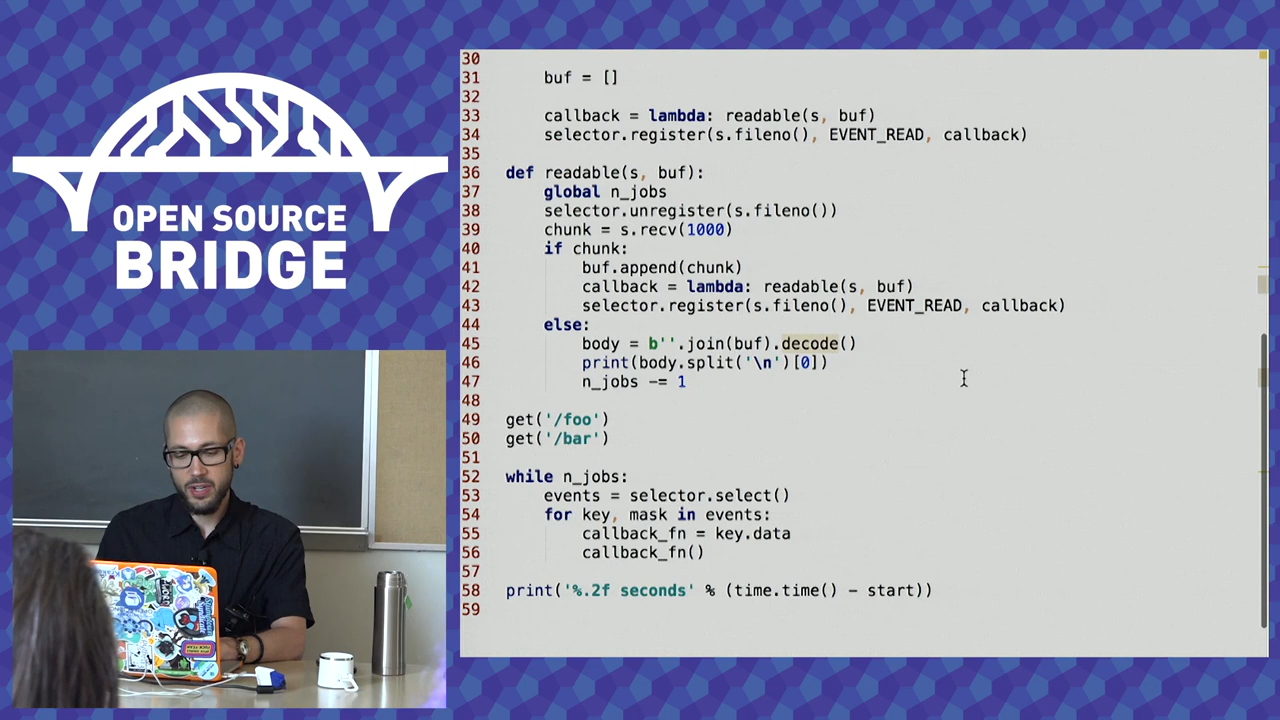 OPEN SOURCE
BRIDGE
30
31 buf = []
32
33 callback = lambda: readable(s, buf)
34 selector.register(s.fileno(), EVENT_READ, callback)
35
36 def readable(s, buf):
37 global n_jobs
38 selector.unregister(s.fileno())
39 chunk = s.recv(1000)
40 if chunk:
41 buf.append(chunk)
42 callback = lambda: readable(s, buf)
43 selector.register(s.fileno(), EVENT_READ, callback)
44 else:
45 body = b''.join(buf).decode()
46 print(body.split('\n')[0])
47 n_jobs -= 1
48
49 get('/foo')
50 get('/bar')
51
52 while n_jobs:
53 events = selector.select()
54 for key, mask in events:
55 callback_fn = key.data
56 callback_fn()
57
58 print('%.2f seconds' % (time.time() - start))
59